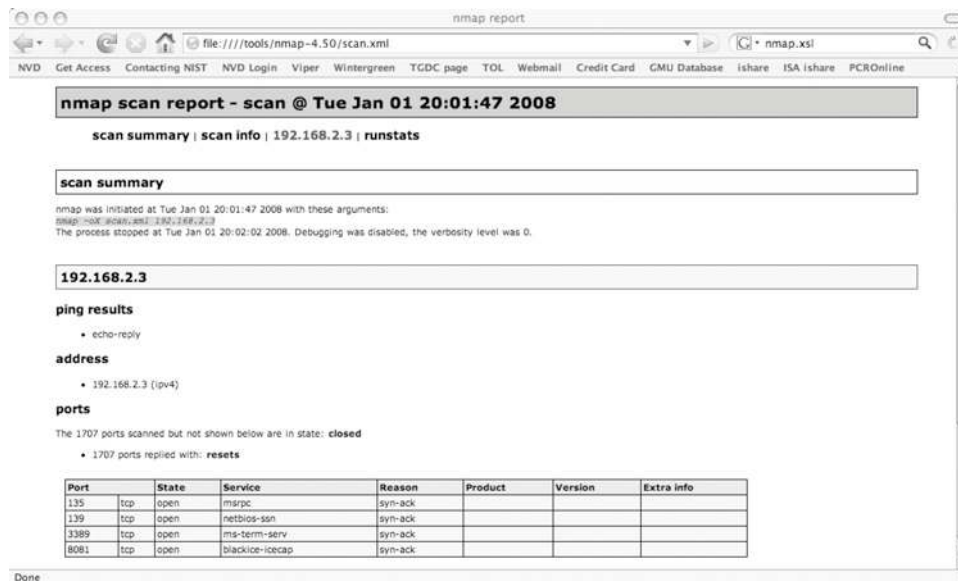 nmap report
file:////tools/nmap-4.50/scan.xml
nmap.xsl
NVD Get Access Contacting NIST NVD Login Viper Wintergreen TGDC page TOL Webmail Credit Card GMU Database ishare ISA ishare PCROnline
nmap scan report - scan @ Tue Jan 01 20:01:47 2008
scan summary | scan info | 192.168.2.3 | runstats
scan summary
nmap was initiated at Tue Jan 01 20:01:47 2008 with these arguments:
nmap -oX scan.xml 192.168.2.3
The process stopped at Tue Jan 01 20:02:02 2008. Debugging was disabled, the verbosity level was 0.
192.168.2.3
ping results
• echo-reply
address
• 192.168.2.3 (ipv4)
ports
The 1707 ports scanned but not shown below are in state: closed
• 1707 ports replied with: resets
Port State Service Reason Product Version Extra info
135 tcp open msrpc syn-ack
139 tcp open netbios-ssn syn-ack
3389 tcp open ms-term-serv syn-ack
8081 tcp open blackice-icecap syn-ack
Done